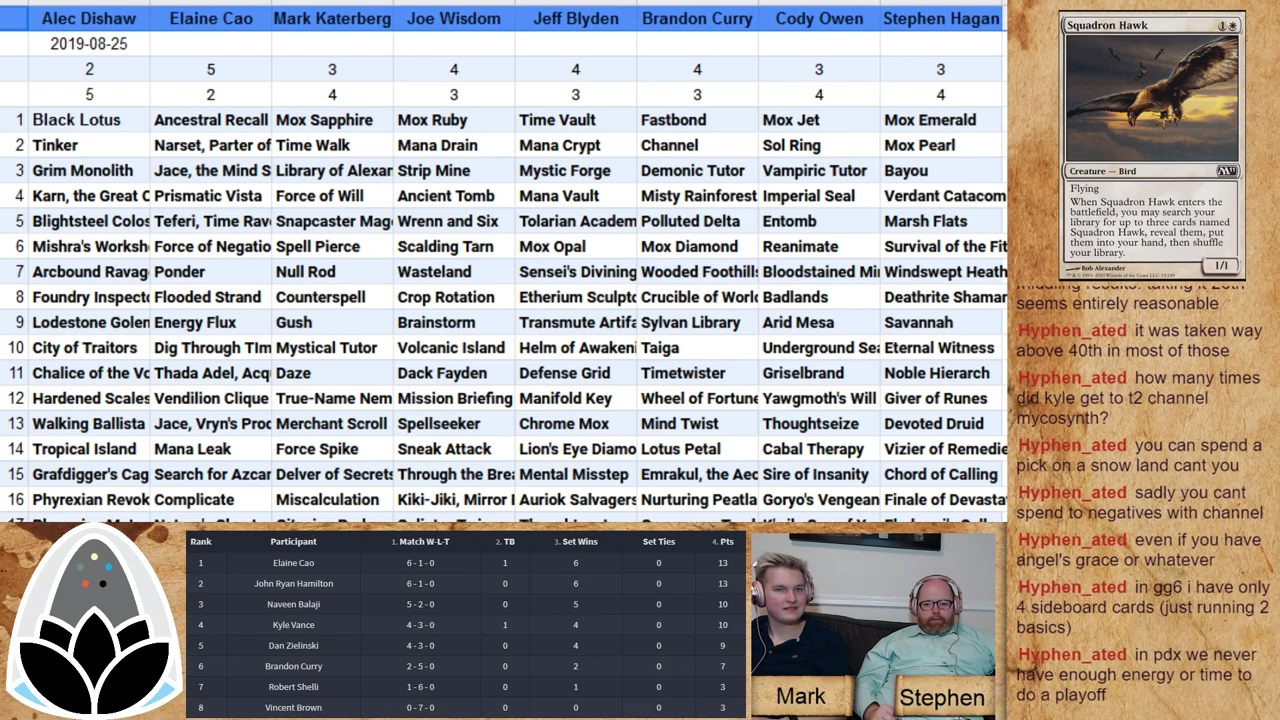 Alec Dishaw Elaine Cao Mark Katerberg Joe Wisdom Jeff Blyden Brandon Curry Cody Owen Stephen Hagan
2019-08-25
2 5 3 4 4 4 3 3
5 2 4 3 3 3 4 4
1 Black Lotus Ancestral Recall Mox Sapphire Mox Ruby Time Vault Fastbond Mox Jet Mox Emerald
2 Tinker Narset, Parter of Time Walk Mana Drain Mana Crypt Channel Sol Ring Mox Pearl
3 Grim Monolith Jace, the Mind S Library of Alexan Strip Mine Mystic Forge Demonic Tutor Vampiric Tutor Bayou
4 Karn, the Great C Prismatic Vista Force of Will Ancient Tomb Mana Vault Misty Rainforest Imperial Seal Verdant Catacom
5 Blightsteel Colos Teferi, Time Rav Snapcaster Mag Wrenn and Six Tolarian Academ Polluted Delta Entomb Marsh Flats
6 Mishra's Worksh Force of Negatio Spell Pierce Scalding Tarn Mox Opal Mox Diamond Reanimate Survival of the Fit
7 Arcbound Ravag Ponder Null Rod Wasteland Sensei's Divining Wooded Foothills Bloodstained Mi Windswept Heath
8 Foundry Inspecto Flooded Strand Counterspell Crop Rotation Etherium Sculpto Crucible of World Badlands Deathrite Shaman
9 Lodestone Golen Energy Flux Gush Brainstorm Transmute Artifa Sylvan Library Arid Mesa Savannah
10 City of Traitors Dig Through TIm Mystical Tutor Volcanic Island Helm of Awakeni Taiga Underground Sea Eternal Witness
11 Chalice of the Vo Thada Adel, Acq Daze Dack Fayden Defense Grid Timetwister Griselbrand Noble Hierarch
12 Hardened Scales Vendilion Clique True-Name Nem Mission Briefing Manifold Key Wheel of Fortune Yawgmoth's Will Giver of Runes
13 Walking Ballista Jace, Vryn's Proc Merchant Scroll Spellseeker Chrome Mox Mind Twist Thoughtseize Devoted Druid
14 Tropical Island Mana Leak Force Spike Sneak Attack Lion's Eye Diamo Lotus Petal Cabal Therapy Vizier of Remedie
15 Grafdigger's Cag Search for Azcar Delver of Secrets Through the Brea Mental Misstep Emrakul, the Aec Sire of Insanity Chord of Calling
16 Phyrexian Revok Complicate Miscalculation Kiki-Jiki, Mirror Auriok Salvagers Nurturing Peatla Goryo's Vengean Finale of Devasta
Squadron Hawk
Creature — Bird
Flying
When Squadron Hawk enters the
battlefield, you may search your
library for up to three cards named
Squadron Hawk, reveal them, put
them into your hand, then shuffle
your library.
Rob Alexander
1/1
seems entirely reasonable
Hyphen_ated it was taken way
above 40th in most of those
Hyphen_ated how many times
did kyle get to t2 channel
mycosynth?
Hyphen_ated you can spend a
pick on a snow land cant you
Hyphen_ated sadly you cant
spend to negatives with channel
Hyphen_ated even if you have
angel's grace or whatever
Hyphen_ated in gg6 i have only
4 sideboard cards (just running 2
basics)
Hyphen_ated in pdx we never
have enough energy or time to
do a playoff
Rank Participant 1. Match W-L-T 2. TB 3. Set Wins Set Ties 4. Pts
1 Elaine Cao 6 - 1 - 0 1 6 0 13
2 John Ryan Hamilton 6 - 1 - 0 0 6 0 13
3 Naveen Balaji 5 - 2 - 0 0 5 0 10
4 Kyle Vance 4 - 3 - 0 1 4 0 10
5 Dan Zielinski 4 - 3 - 0 0 4 0 9
6 Brandon Curry 2 - 5 - 0 0 2 0 7
7 Robert Shelli 1 - 6 - 0 0 1 0 3
8 Vincent Brown 0 - 7 - 0 0 0 0 3
Mark
Stephen